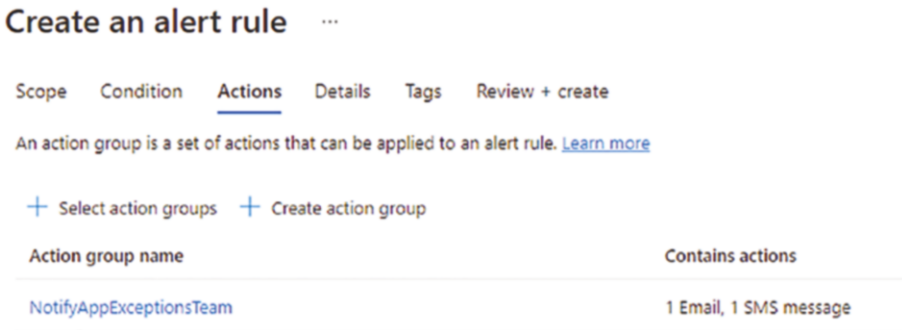 Create an alert rule ...
Scope Condition Actions Details Tags Review + create
An action group is a set of actions that can be applied to an alert rule. Learn more
+ Select action groups + Create action group
Action group name Contains actions
NotifyAppExceptionsTeam 1 Email, 1 SMS message